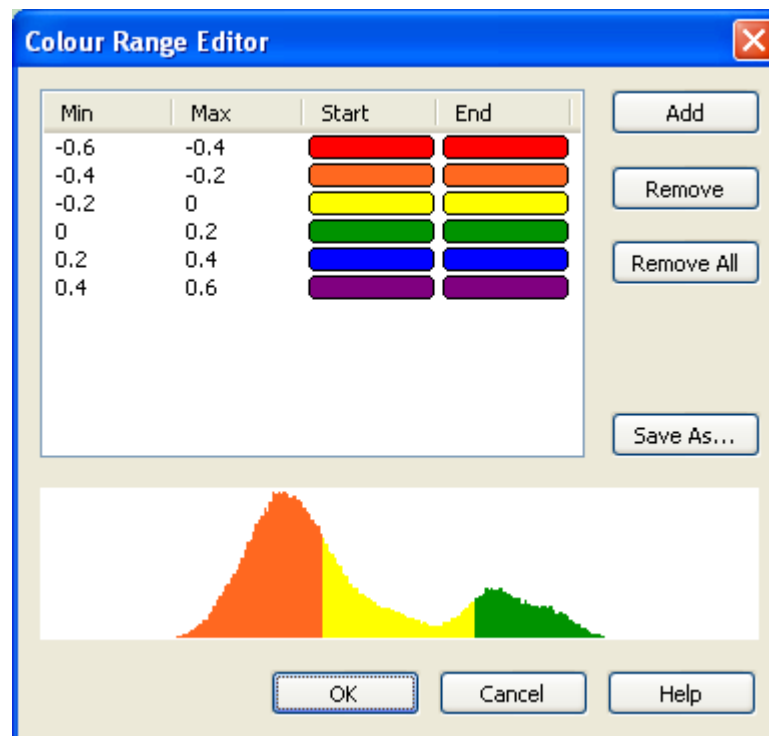 Colour Range Editor
Min Max Start End
-0.6 -0.4
-0.4 -0.2
-0.2 0
0 0.2
0.2 0.4
0.4 0.6
Add
Remove
Remove All
Save As...
OK Cancel Help